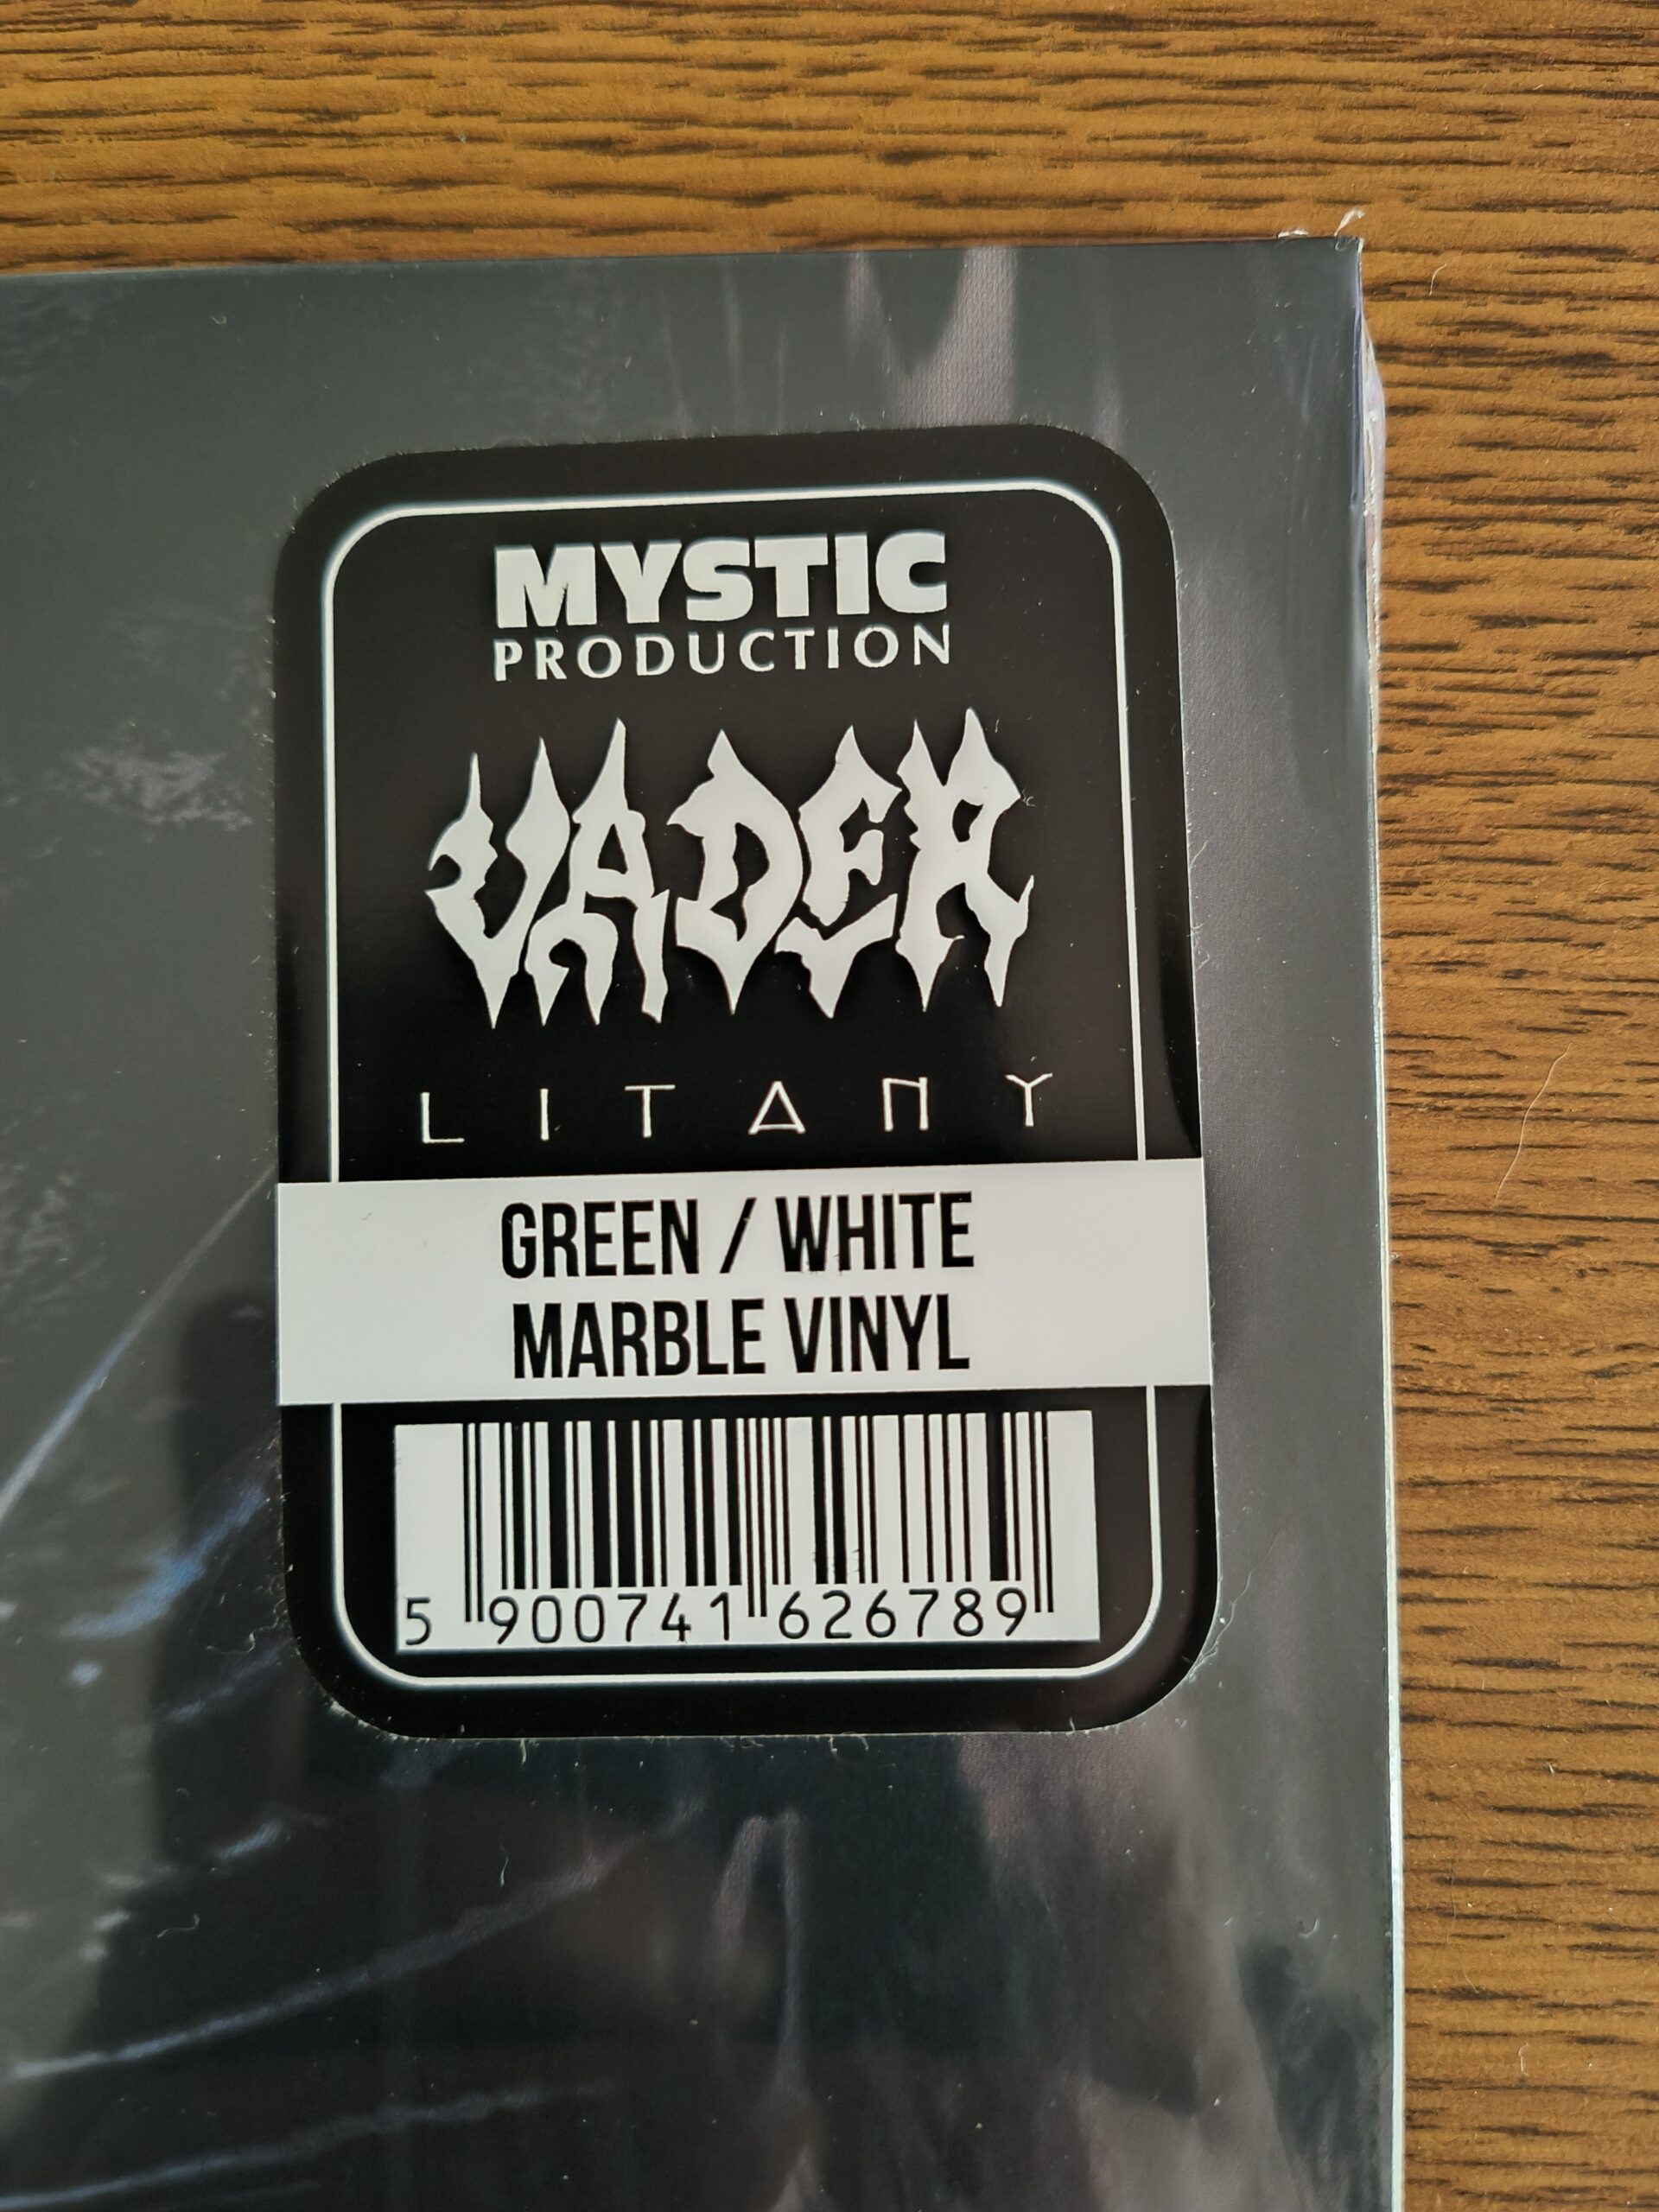 MYSTIC
PRODUCTION
VADER
LITANY
GREEN / WHITE
MARBLE VINYL
5 900741 626789